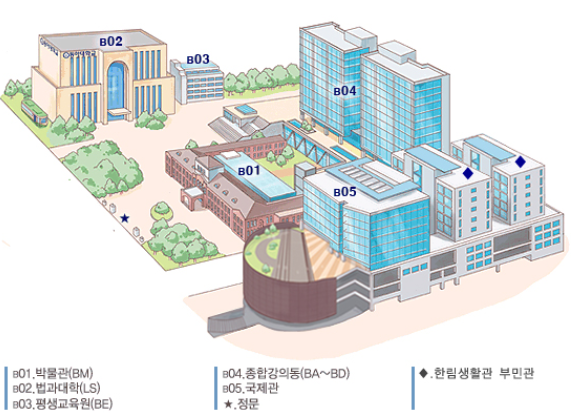 B02
B03
B04
B01
B05
B01.박물관(BM)
B02.법과대학(LS)
B03.평생교육원(BE)
B04.종합강의동(BA~BD)
B05.국제관
★.정문
◆.한림생활관 부민관